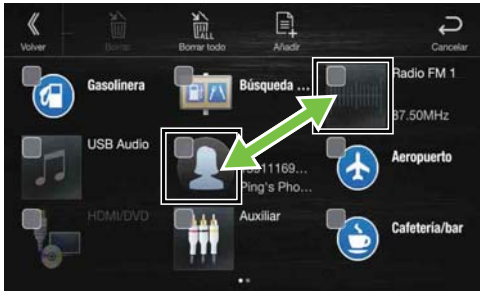 Volver
Borrar
Borrar todo
ALL
Añadir
Cancelar
Gasolinera
Búsqueda ...
Radio FM 1
87.50MHz
USB Audio
Ping's Pho...
Aeropuerto
HDMI/DVD
Auxiliar
Cafetería/bar